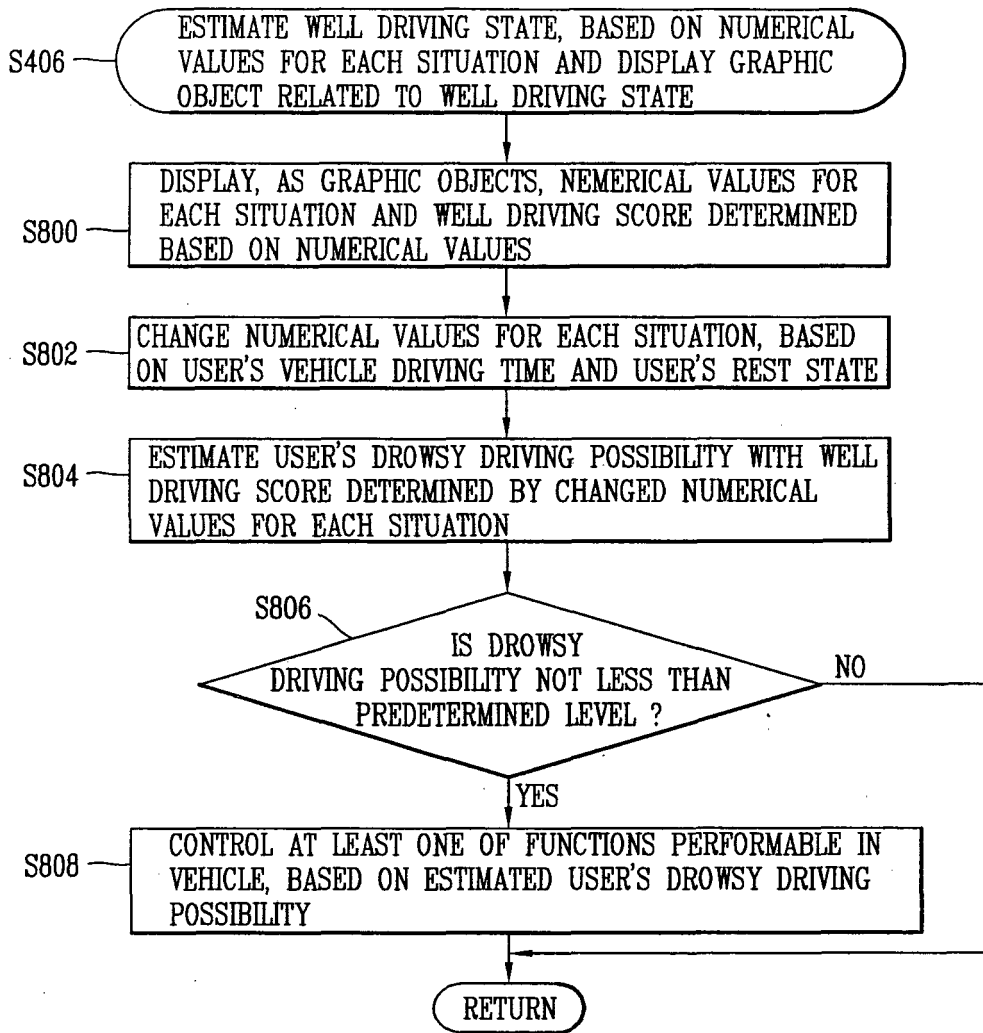 S406
ESTIMATE WELL DRIVING STATE, BASED ON NUMERICAL
VALUES FOR EACH SITUATION AND DISPLAY GRAPHIC
OBJECT RELATED TO WELL DRIVING STATE
S800
DISPLAY, AS GRAPHIC OBJECTS, NEMERICAL VALUES FOR
EACH SITUATION AND WELL DRIVING SCORE DETERMINED
BASED ON NUMERICAL VALUES
S802
CHANGE NUMERICAL VALUES FOR EACH SITUATION, BASED
ON USER'S VEHICLE DRIVING TIME AND USER'S REST STATE
S804
ESTIMATE USER'S DROWSY DRIVING POSSIBILITY WITH WELL
DRIVING SCORE DETERMINED BY CHANGED NUMERICAL
VALUES FOR EACH SITUATION
S806
IS DROWSY
DRIVING POSSIBILITY NOT LESS THAN
PREDETERMINED LEVEL ?
NO
YES
S808
CONTROL AT LEAST ONE OF FUNCTIONS PERFORMABLE IN
VEHICLE, BASED ON ESTIMATED USER'S DROWSY DRIVING
POSSIBILITY
RETURN